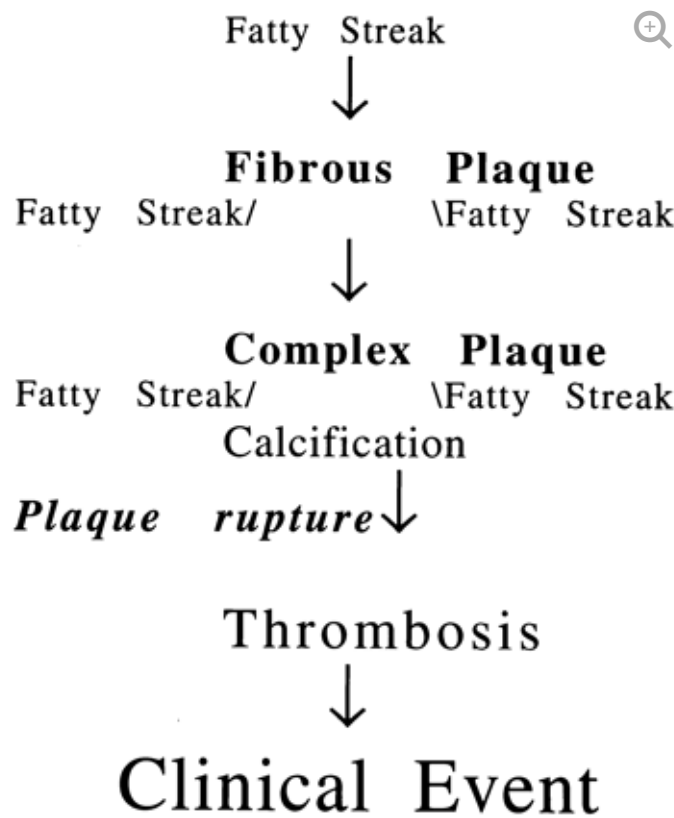 Fatty Streak
Fibrous Plaque
Fatty Streak/ \Fatty Streak
Complex Plaque
Fatty Streak/ \Fatty Streak
Calcification
Plaque rupture
Thrombosis
Clinical Event